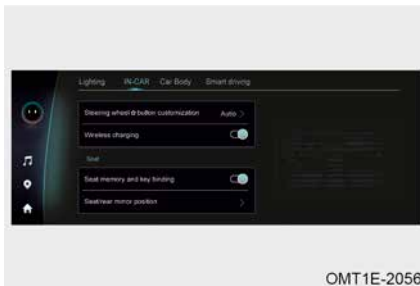 Lighting IN-CAR Car Body Smart driving
Steering wheel button customization Auto
Wireless charging
Seat
Seat memory and key binding
Seat/rear mirror position
OMT1E-2056